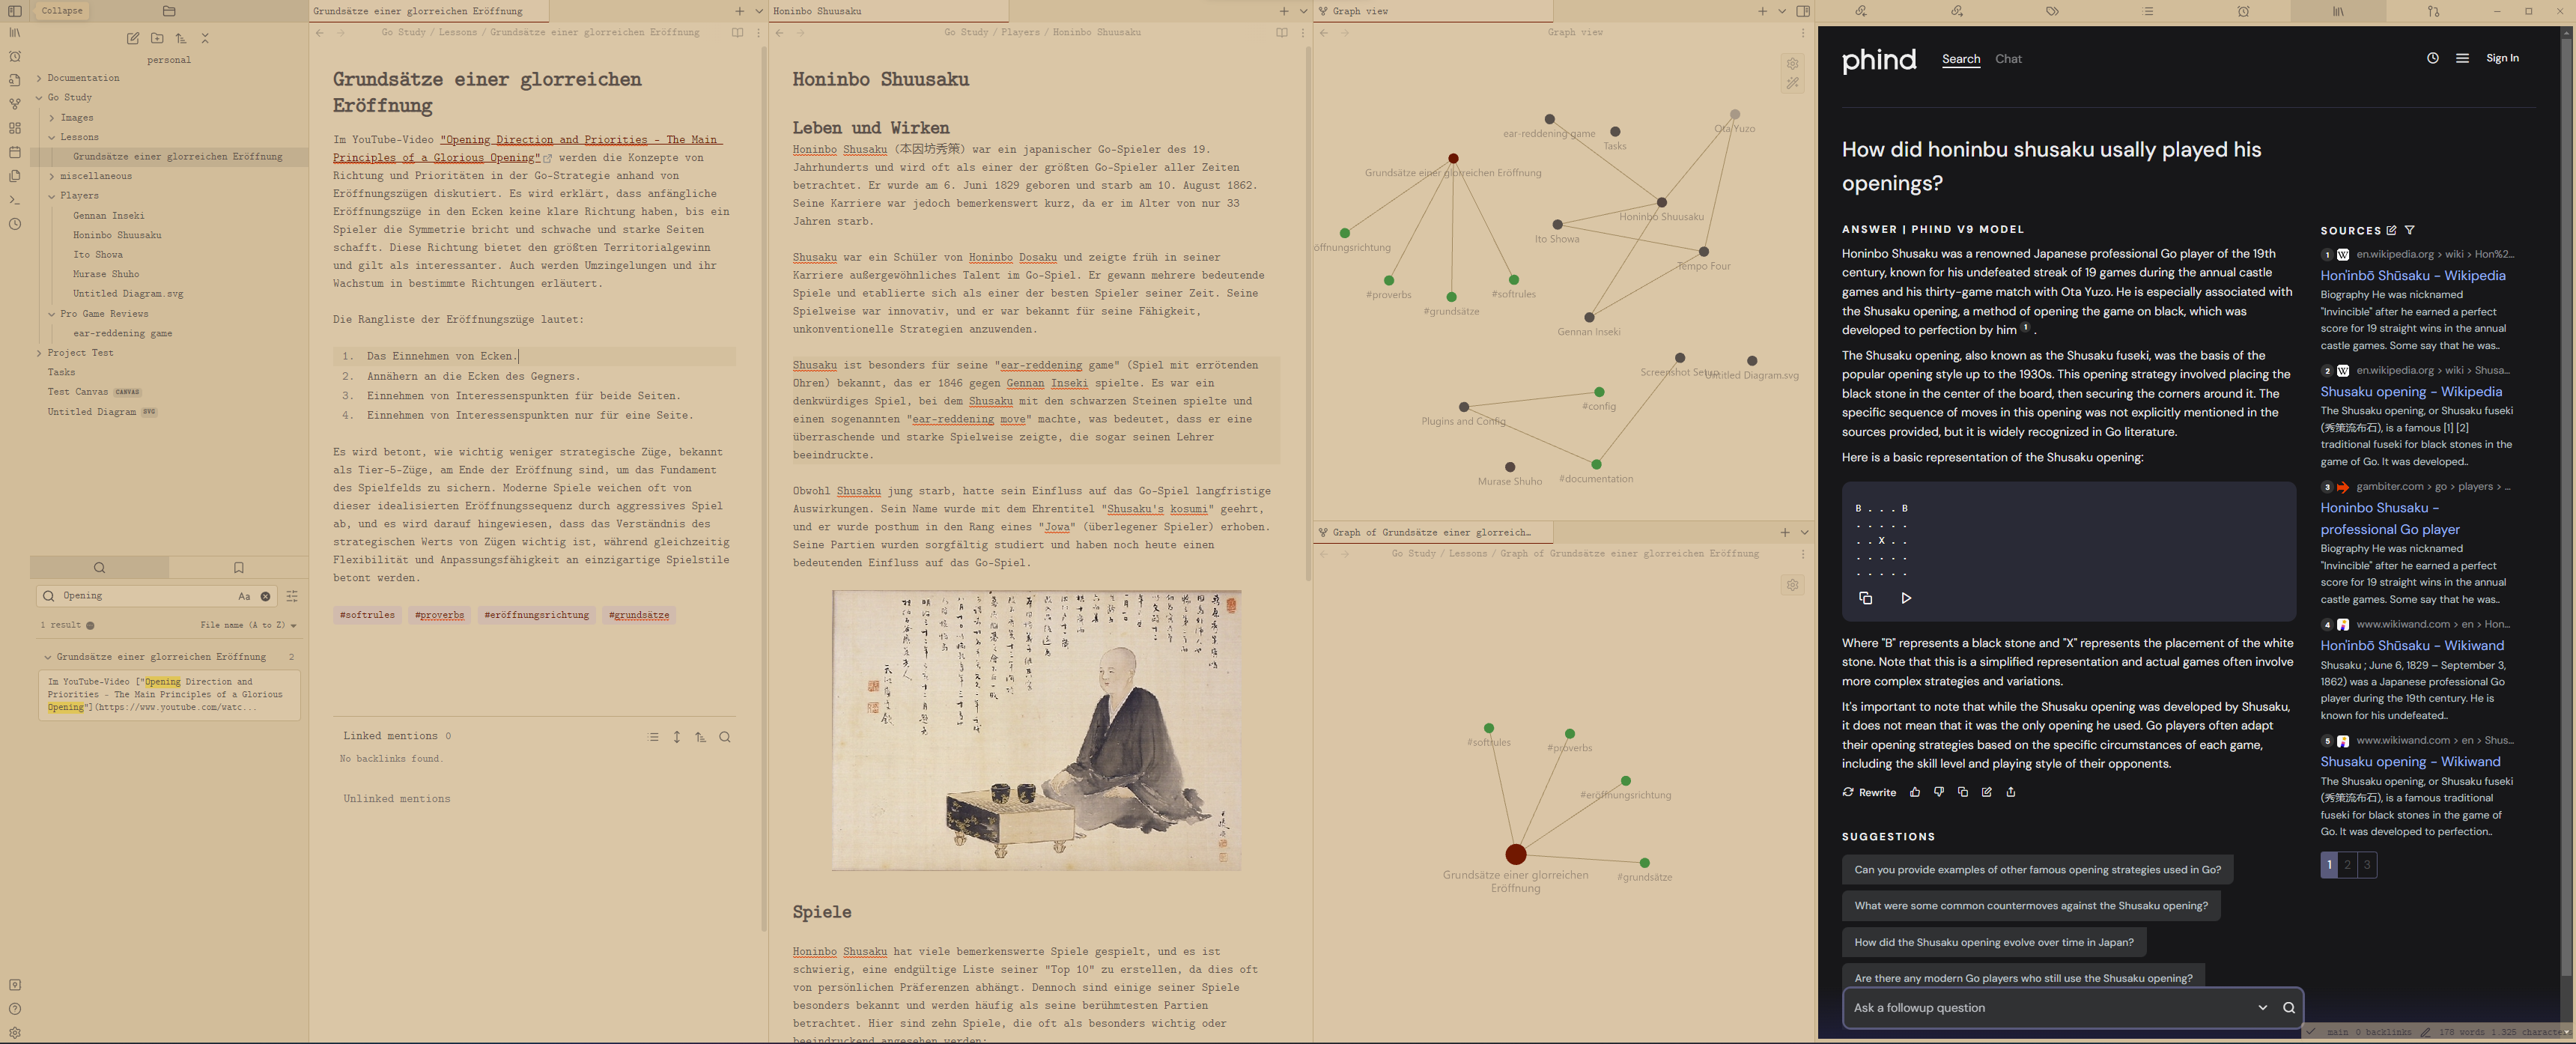 Collapse
personal
Documentation
Go Study
Images
Lessons
Grundsätze einer glorreichen Eröffnung
miscellaneous
Players
Gennan Inseki
Honinbo Shuusaku
Ito Showa
Murase Shuho
Untitled Diagram.svg
Pro Game Reviews
ear-reddening game
Project Test
Tasks
Test Canvas CANVAS
Untitled Diagram SVG
Opening
Aa
1 result
File name (A to Z)
Grundsätze einer glorreichen Eröffnung 2
Im YouTube-Video ["Opening Direction and
Priorities - The Main Principles of a Glorious
Opening"](https://www.youtube.com/watc...
Grundsätze einer glorreichen Eröffnung
Go Study / Lessons / Grundsätze einer glorreichen Eröffnung
Grundsätze einer glorreichen
Eröffnung
Im YouTube-Video "Opening Direction and Priorities - The Main
Principles of a Glorious Opening" werden die Konzepte von
Richtung und Prioritäten in der Go-Strategie anhand von
Eröffnungszügen diskutiert. Es wird erklärt, dass anfängliche
Eröffnungszüge in den Ecken keine klare Richtung haben, bis ein
Spieler die Symmetrie bricht und schwache und starke Seiten
schafft. Diese Richtung bietet den größten Territorialgewinn
und gilt als interessanter. Auch werden Umzingelungen und ihr
Wachstum in bestimmte Richtungen erläutert.
Die Rangliste der Eröffnungszüge lautet:
1. Das Einnehmen von Ecken.
2. Annähern an die Ecken des Gegners.
3. Einnehmen von Interessenspunkten für beide Seiten.
4. Einnehmen von Interessenspunkten nur für eine Seite.
Es wird betont, wie wichtig weniger strategische Züge, bekannt
als Tier-5-Züge, am Ende der Eröffnung sind, um das Fundament
des Spielfelds zu sichern. Moderne Spiele weichen oft von
dieser idealisierten Eröffnungssequenz durch aggressives Spiel
ab, und es wird darauf hingewiesen, dass das Verständnis des
strategischen Werts von Zügen wichtig ist, während gleichzeitig
Flexibilität und Anpassungsfähigkeit an einzigartige Spielstile
betont werden.
#softrules #proverbs #eröffnungsrichtung #grundsätze
Linked mentions 0
No backlinks found.
Unlinked mentions
Honinbo Shuusaku
Go Study / Players / Honinbo Shuusaku
Honinbo Shuusaku
Leben und Wirken
Honinbo Shusaku (本因坊秀策) war ein japanischer Go-Spieler des 19.
Jahrhunderts und wird oft als einer der größten Go-Spieler aller Zeiten
betrachtet. Er wurde am 6. Juni 1829 geboren und starb am 10. August 1862.
Seine Karriere war jedoch bemerkenswert kurz, da er im Alter von nur 33
Jahren starb.
Shusaku war ein Schüler von Honinbo Dosaku und zeigte früh in seiner
Karriere außergewöhnliches Talent im Go-Spiel. Er gewann mehrere bedeutende
Spiele und etablierte sich als einer der besten Spieler seiner Zeit. Seine
Spielweise war innovativ, und er war bekannt für seine Fähigkeit,
unkonventionelle Strategien anzuwenden.
Shusaku ist besonders für seine "ear-reddening game" (Spiel mit errötenden
Ohren) bekannt, das er 1846 gegen Gennan Inseki spielte. Es war ein
denkwürdiges Spiel, bei dem Shusaku mit den schwarzen Steinen spielte und
einen sogenannten "ear-reddening move" machte, was bedeutet, dass er eine
überraschende und starke Spielweise zeigte, die sogar seinen Lehrer
beeindruckte.
Obwohl Shusaku jung starb, hatte sein Einfluss auf das Go-Spiel langfristige
Auswirkungen. Sein Name wurde mit dem Ehrentitel "Shusaku's kosumi" geehrt,
und er wurde posthum in den Rang eines "Jowa" (überlegener Spieler) erhoben.
Seine Partien wurden sorgfältig studiert und haben noch heute einen
bedeutenden Einfluss auf das Go-Spiel.
Spiele
Honinbo Shusaku hat viele bemerkenswerte Spiele gespielt, und es ist
schwierig, eine endgültige Liste seiner "Top 10" zu erstellen, da dies oft
von persönlichen Präferenzen abhängt. Dennoch sind einige seiner Spiele
besonders bekannt und werden häufig als seine berühmtesten Partien
betrachtet. Hier sind zehn Spiele, die oft als besonders wichtig oder
beeindruckend angesehen werden:
Graph view
Graph view
ear-reddening game
Tasks
Ota Yuzo
Grundsätze einer glorreichen Eröffnung
Honinbo Shuusaku
Ito Showa
öffnungsrichtung
Tempo Four
#proverbs
#softrules
#grundsätze
Gennan Inseki
Screenshot Setup
Untitled Diagram.svg
#config
Plugins and Config
Murase Shuho
#documentation
Graph of Grundsätze einer glorreich…
Go Study / Lessons / Graph of Grundsätze einer glorreichen Eröffnung
#softrules
#proverbs
#eröffnungsrichtung
Grundsätze einer glorreichen
Eröffnung
#grundsätze
phind
Search
Chat
Sign In
How did honinbu shusaku usally played his
openings?
ANSWER | PHIND V9 MODEL
Honinbo Shusaku was a renowned Japanese professional Go player of the 19th
century, known for his undefeated streak of 19 games during the annual castle
games and his thirty-game match with Ota Yuzo. He is especially associated with
the Shusaku opening, a method of opening the game on black, which was
developed to perfection by him 1 .
The Shusaku opening, also known as the Shusaku fuseki, was the basis of the
popular opening style up to the 1930s. This opening strategy involved placing the
black stone in the center of the board, then securing the corners around it. The
specific sequence of moves in this opening was not explicitly mentioned in the
sources provided, but it is widely recognized in Go literature.
Here is a basic representation of the Shusaku opening:
B . . . B
. . . . .
. . X . .
. . . . .
. . . . .
Where "B" represents a black stone and "X" represents the placement of the white
stone. Note that this is a simplified representation and actual games often involve
more complex strategies and variations.
It's important to note that while the Shusaku opening was developed by Shusaku,
it does not mean that it was the only opening he used. Go players often adapt
their opening strategies based on the specific circumstances of each game,
including the skill level and playing style of their opponents.
Rewrite
SUGGESTIONS
Can you provide examples of other famous opening strategies used in Go?
What were some common countermoves against the Shusaku opening?
How did the Shusaku opening evolve over time in Japan?
Are there any modern Go players who still use the Shusaku opening?
Ask a followup question
SOURCES
1 en.wikipedia.org > wiki > Hon%2...
Hon'inbō Shūsaku - Wikipedia
Biography He was nicknamed
"Invincible" after he earned a perfect
score for 19 straight wins in the annual
castle games. Some say that he was..
2 en.wikipedia.org > wiki > Shusa...
Shusaku opening - Wikipedia
The Shusaku opening, or Shusaku fuseki
(秀策流布石), is a famous [1] [2]
traditional fuseki for black stones in the
game of Go. It was developed..
3 gambiter.com > go > players > ...
Honinbo Shusaku -
professional Go player
Biography He was nicknamed
"Invincible" after he earned a perfect
score for 19 straight wins in the annual
castle games. Some say that he was..
4 www.wikiwand.com > en > Hon...
Hon'inbō Shūsaku - Wikiwand
Shusaku ; June 6, 1829 – September 3,
1862) was a Japanese professional Go
player during the 19th century. He is
known for his undefeated..
5 www.wikiwand.com > en > Shus...
Shusaku opening - Wikiwand
The Shusaku opening, or Shusaku fuseki
(秀策流布石), is a famous traditional
fuseki for black stones in the game of
Go. It was developed to perfection..
1 2 3
main 0 backlinks 178 words 1.325 characte